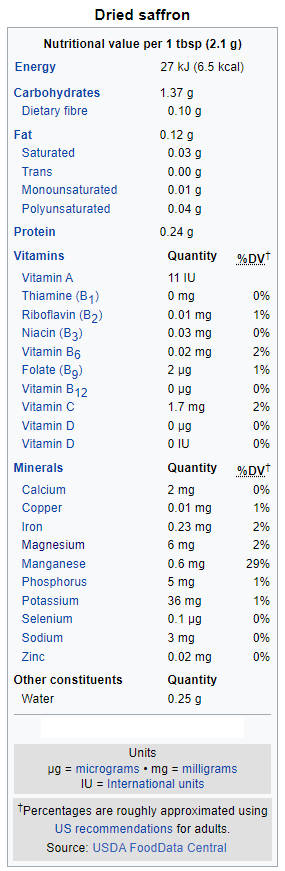 Dried saffron
Nutritional value per 1 tbsp (2.1 g)
Energy 27 kJ (6.5 kcal)
Carbohydrates 1.37 g
Dietary fibre 0.10 g
Fat 0.12 g
Saturated 0.03 g
Trans 0.00 g
Monounsaturated 0.01 g
Polyunsaturated 0.04 g
Protein 0.24 g
Vitamins Quantity %DV†
Vitamin A 11 IU
Thiamine (B1) 0 mg 0%
Riboflavin (B2) 0.01 mg 1%
Niacin (B3) 0.03 mg 0%
Vitamin B6 0.02 mg 2%
Folate (B9) 2 μg 1%
Vitamin B12 0 μg 0%
Vitamin C 1.7 mg 2%
Vitamin D 0 μg 0%
Vitamin D 0 IU 0%
Minerals Quantity %DV†
Calcium 2 mg 0%
Copper 0.01 mg 1%
Iron 0.23 mg 2%
Magnesium 6 mg 2%
Manganese 0.6 mg 29%
Phosphorus 5 mg 1%
Potassium 36 mg 1%
Selenium 0.1 μg 0%
Sodium 3 mg 0%
Zinc 0.02 mg 0%
Other constituents Quantity
Water 0.25 g
Units
μg = micrograms • mg = milligrams
IU = International units
†Percentages are roughly approximated using
US recommendations for adults.
Source: USDA FoodData Central